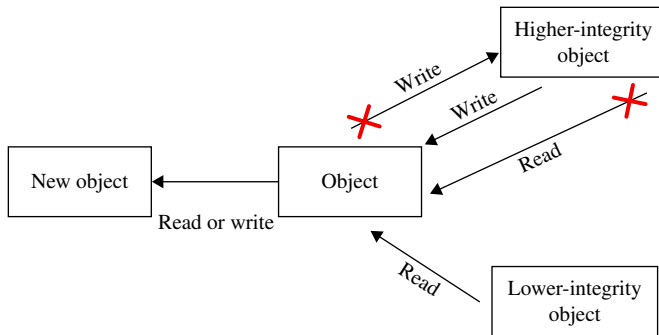 Higher-integrity
object
Write
Write
Read
New object
Object
Read or write
Read
Lower-integrity
object